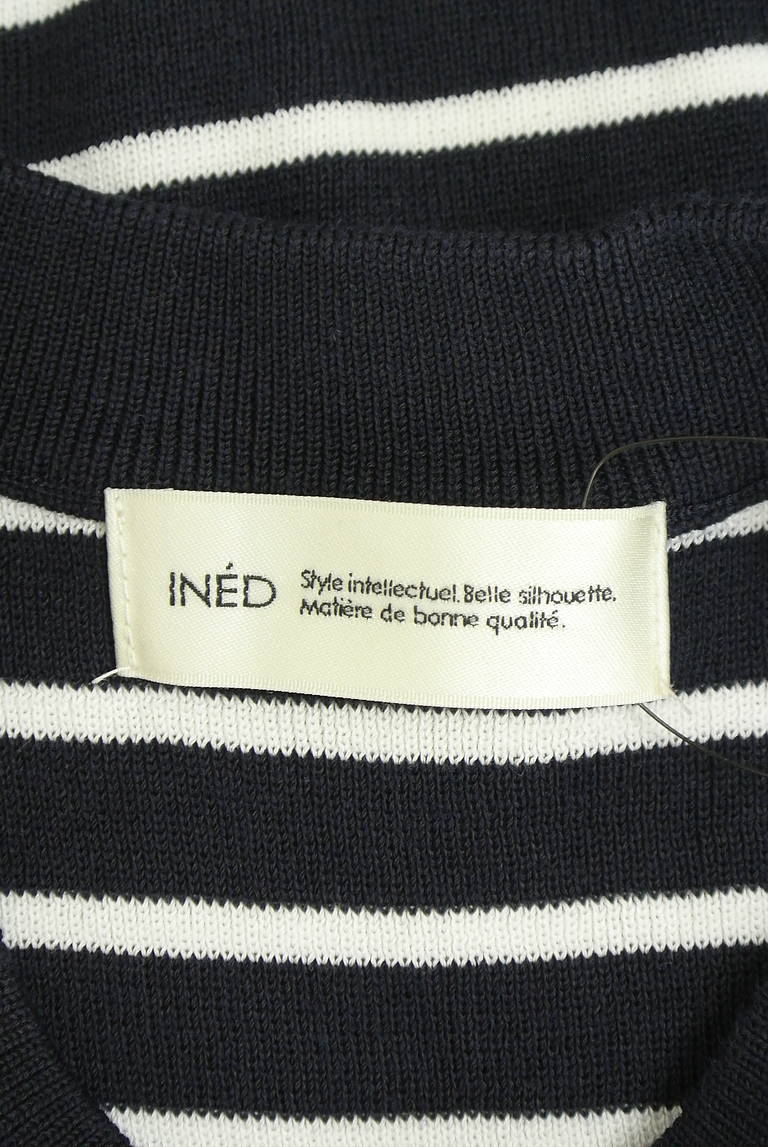 INÉD
Style intellectuel. Belle silhouette.
Matière de bonne qualité.